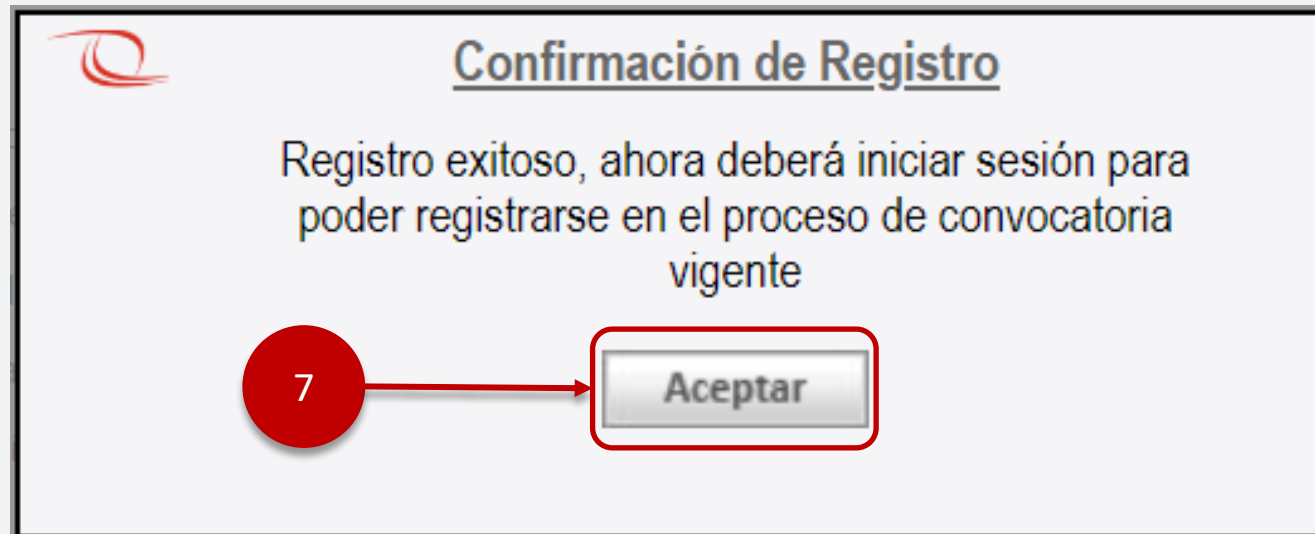 Confirmación de Registro
Registro exitoso, ahora deberá iniciar sesión para
poder registrarse en el proceso de convocatoria
vigente
7
Aceptar